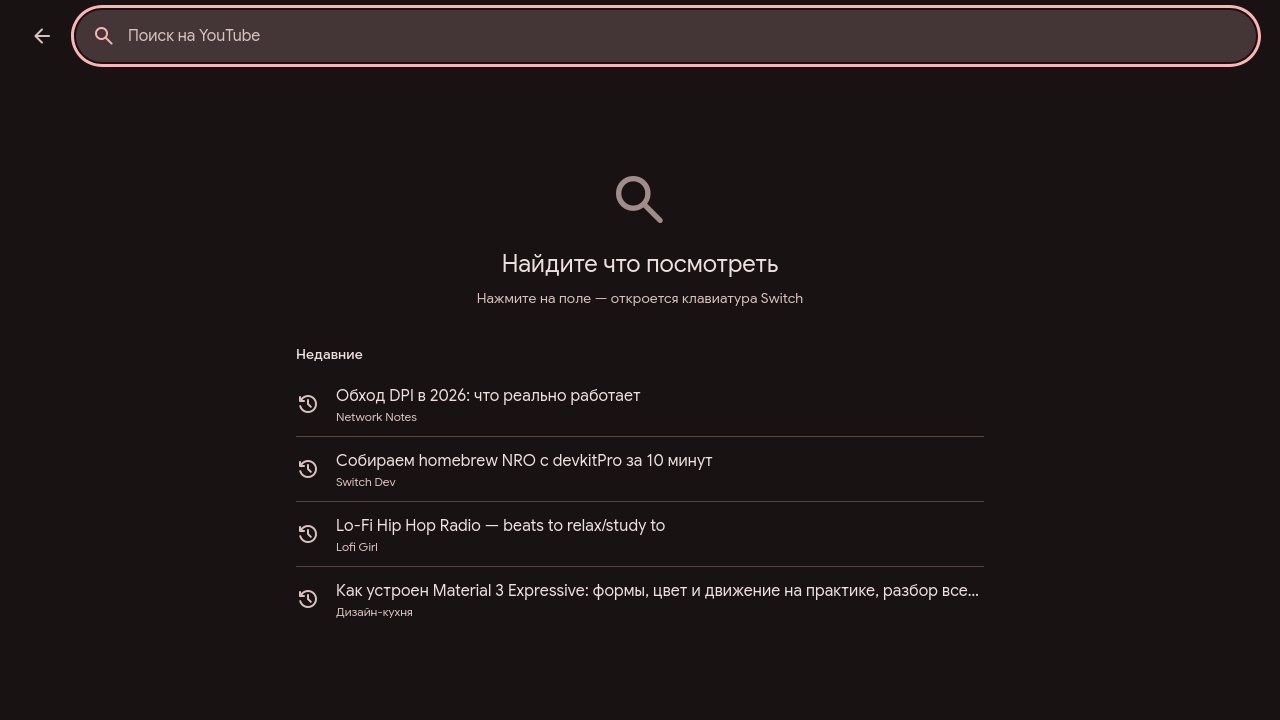 Поиск на YouTube
Найдите что посмотреть
Нажмите на поле — откроется клавиатура Switch
Недавние
Обход DPI в 2026: что реально работает
Network Notes
Собираем homebrew NRO с devkitPro за 10 минут
Switch Dev
Lo-Fi Hip Hop Radio — beats to relax/study to
Lofi Girl
Как устроен Material 3 Expressive: формы, цвет и движение на практике, разбор все...
Дизайн-кухня